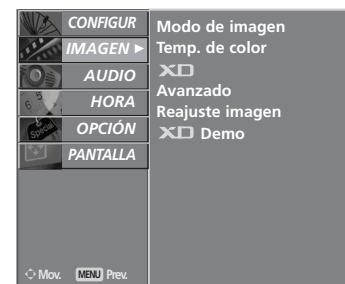 CONFIGUR
IMAGEN ►
AUDIO
HORA
OPCIÓN
PANTALLA
Modo de imagen
Temp. de color
XD
Avanzado
Reajuste imagen
XD Demo
Mov. MENU Prev.